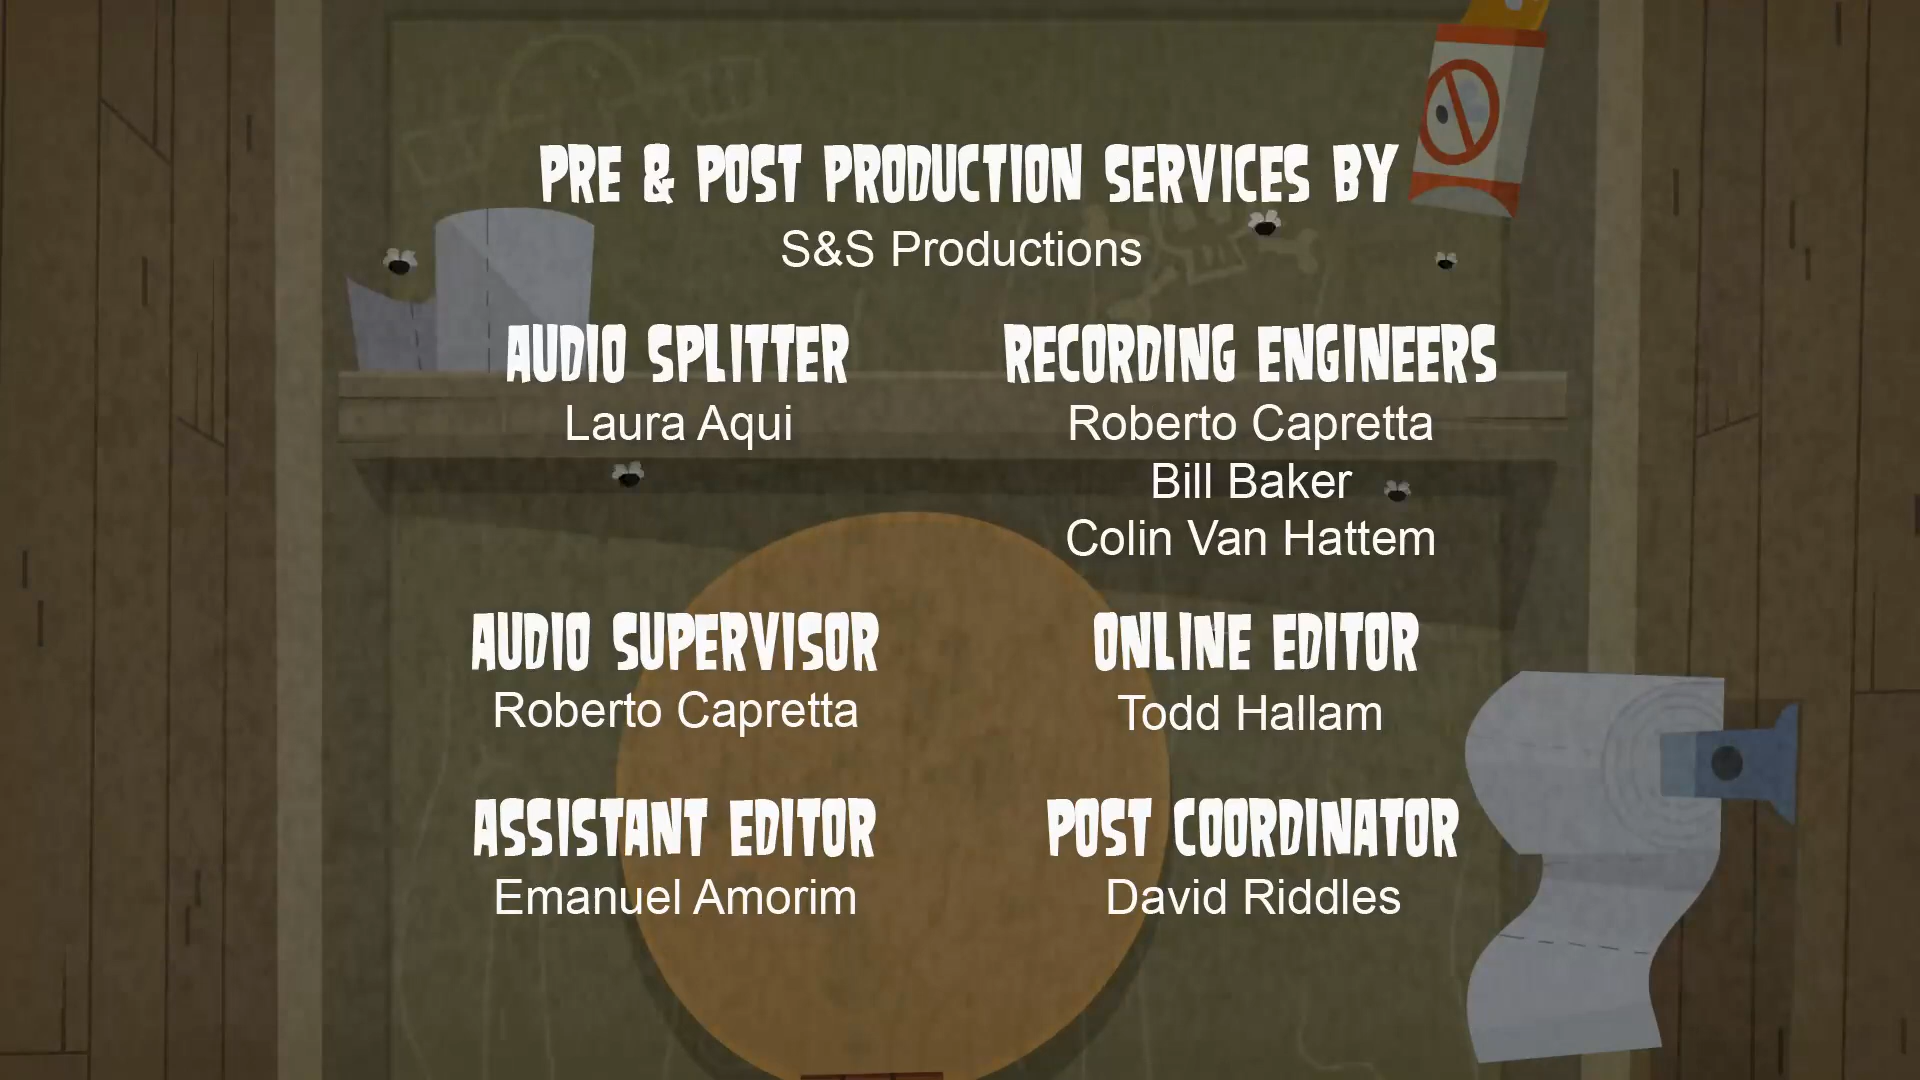 PRE & POST PRODUCTION SERVICES BY
S&S Productions
AUDIO SPLITTER
Laura Aqui
RECORDING ENGINEERS
Roberto Capretta
Bill Baker
Colin Van Hattem
AUDIO SUPERVISOR
Roberto Capretta
ONLINE EDITOR
Todd Hallam
ASSISTANT EDITOR
Emanuel Amorim
POST COORDINATOR
David Riddles